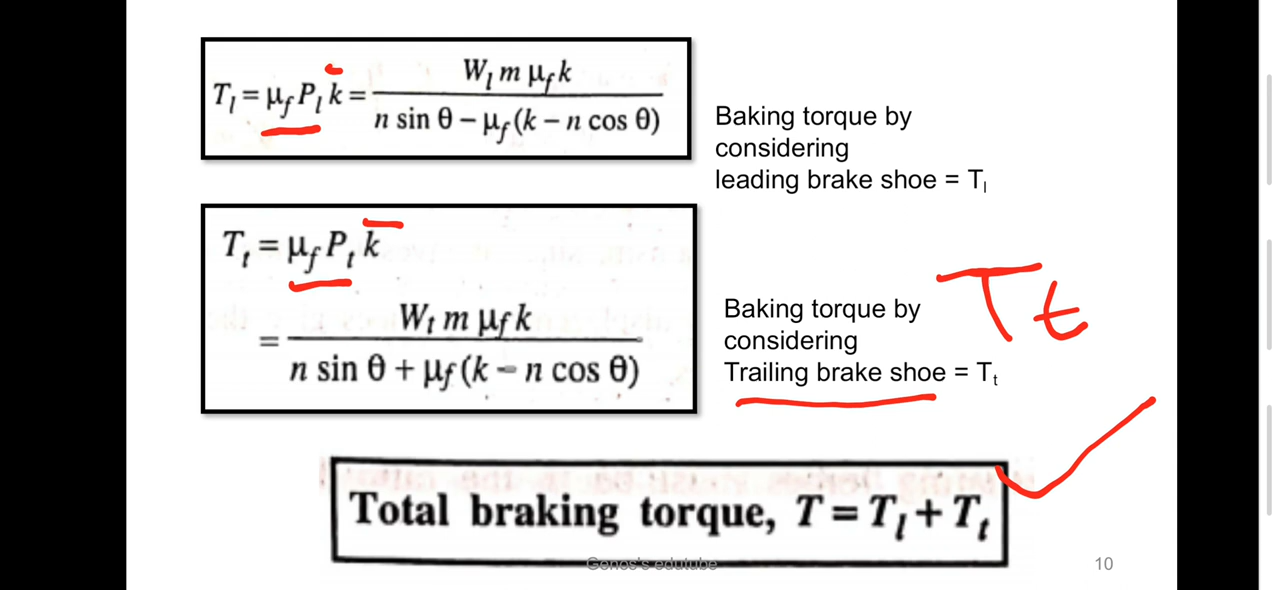 T_l = μ_f P_l k = W_l m μ_f k / n sin θ − μ_f (k − n cos θ)
Baking torque by
considering
leading brake shoe = T_l
T_t = μ_f P_t k
= W_t m μ_f k / n sin θ + μ_f (k − n cos θ)
Baking torque by
considering
Trailing brake shoe = T_t
T t
Total braking torque, T = T_l + T_t
Genos's edutube
10